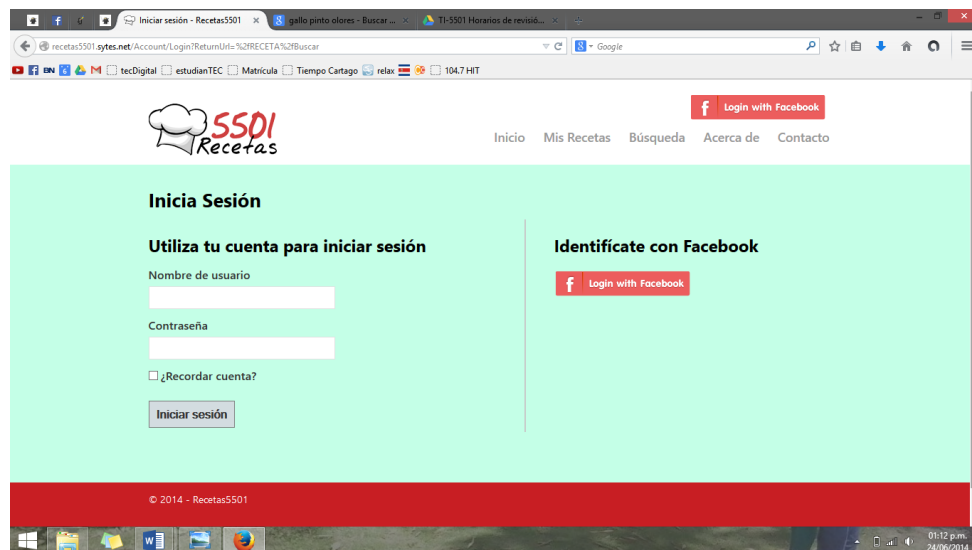 Iniciar sesión - Recetas5501
gallo pinto olores - Buscar ...
TI-5501 Horarios de revisió...
recetas5501.sytes.net/Account/Login?ReturnUrl=%2fRECETA%2fBuscar
Google
BN
6
tecDigital
estudianTEC
Matrícula
Tiempo Cartago
relax
104.7 HIT
Login with Facebook
5501
Recetas
Inicio Mis Recetas Búsqueda Acerca de Contacto
Inicia Sesión
Utiliza tu cuenta para iniciar sesión
Nombre de usuario
Contraseña
¿Recordar cuenta?
Iniciar sesión
Identifícate con Facebook
Login with Facebook
© 2014 - Recetas5501
01:12 p.m.
24/06/2014